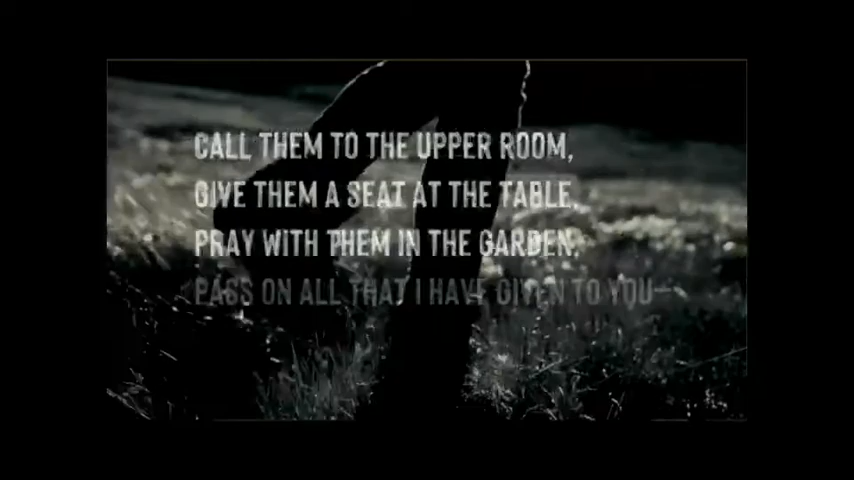 CALL THEM TO THE UPPER ROOM,
GIVE THEM A SEAT AT THE TABLE.
PRAY WITH THEM IN THE GARDEN.
PASS ON ALL THAT I HAVE GIVEN TO YOU—